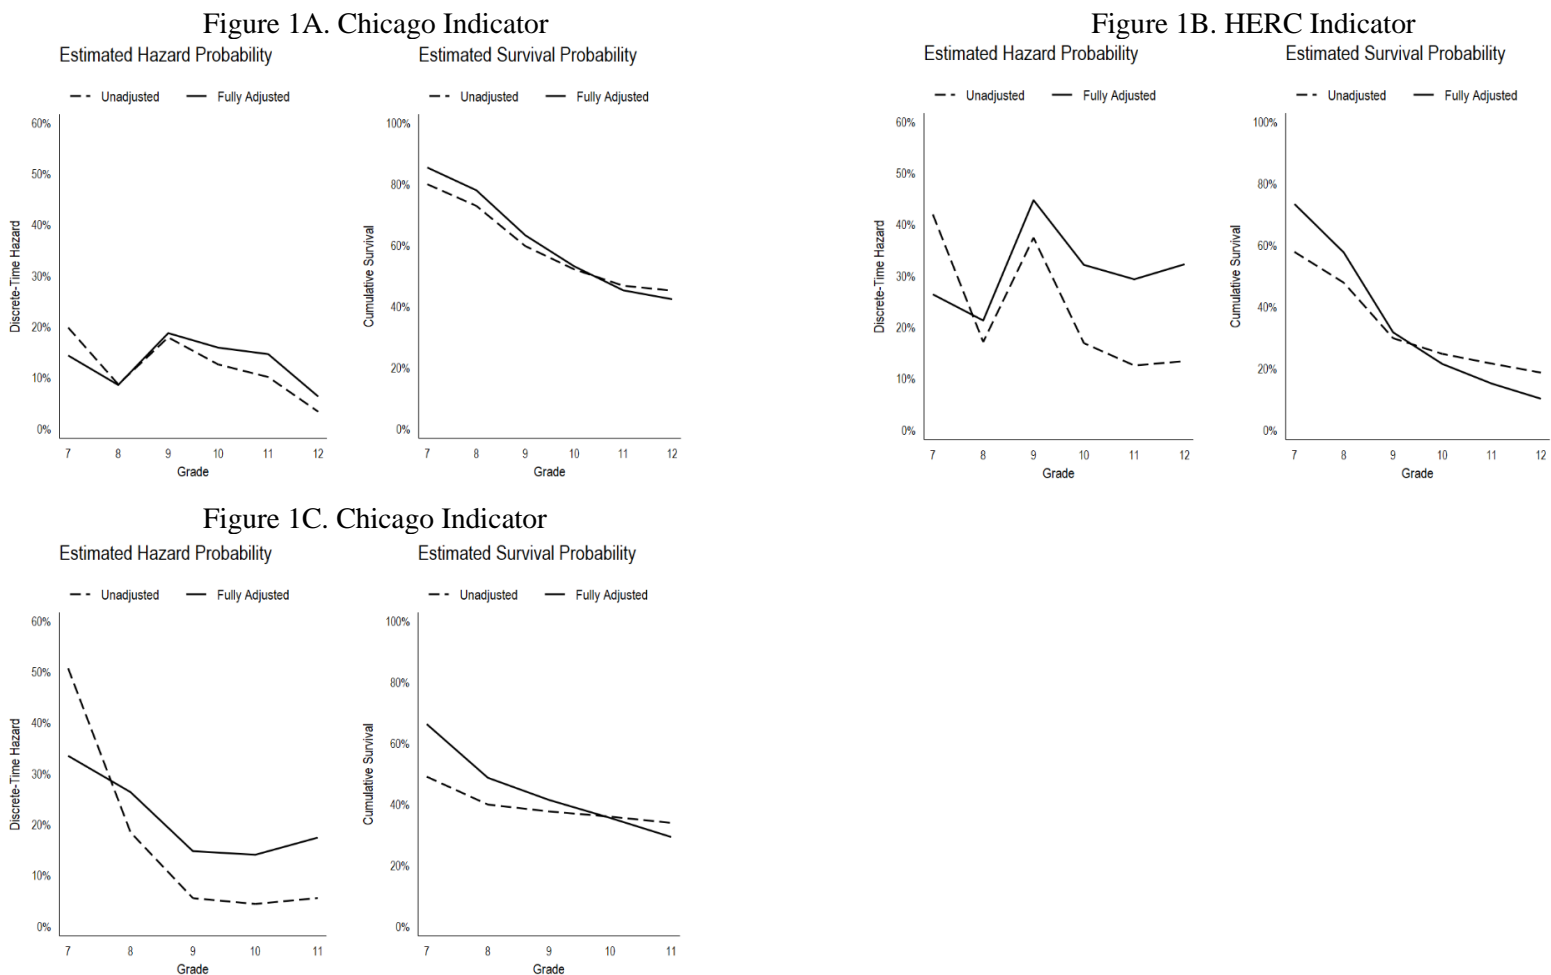 Figure 1A. Chicago Indicator
Estimated Hazard Probability
Unadjusted Fully Adjusted
60%
50%
40%
30%
20%
10%
0%
Discrete-Time Hazard
7 8 9 10 11 12
Grade
Estimated Survival Probability
Unadjusted Fully Adjusted
100%
80%
60%
40%
20%
0%
Cumulative Survival
7 8 9 10 11 12
Grade
Figure 1B. HERC Indicator
Estimated Hazard Probability
Unadjusted Fully Adjusted
60%
50%
40%
30%
20%
10%
0%
Discrete-Time Hazard
7 8 9 10 11 12
Grade
Estimated Survival Probability
Unadjusted Fully Adjusted
100%
80%
60%
40%
20%
0%
Cumulative Survival
7 8 9 10 11 12
Grade
Figure 1C. Chicago Indicator
Estimated Hazard Probability
Unadjusted Fully Adjusted
60%
50%
40%
30%
20%
10%
0%
Discrete-Time Hazard
7 8 9 10 11
Grade
Estimated Survival Probability
Unadjusted Fully Adjusted
100%
80%
60%
40%
20%
0%
Cumulative Survival
7 8 9 10 11
Grade